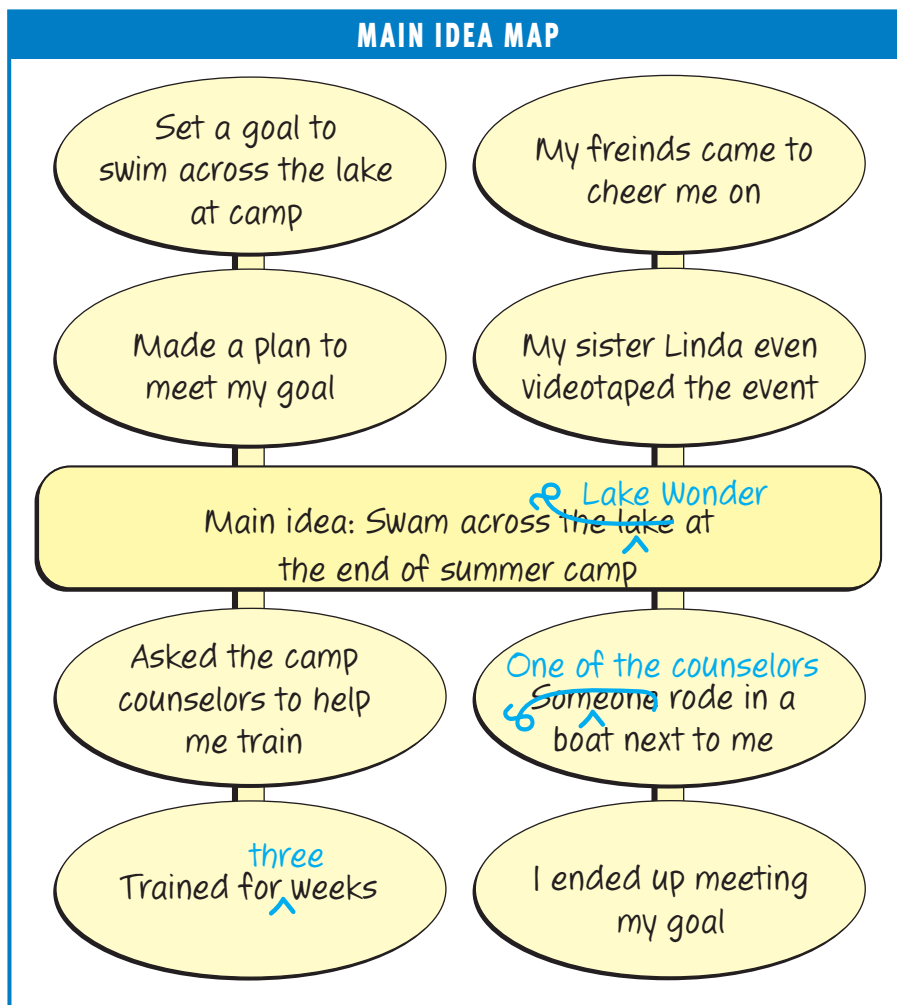 MAIN IDEA MAP
Set a goal to
swim across the lake
at camp
My freinds came to
cheer me on
Made a plan to
meet my goal
My sister Linda even
videotaped the event
Lake Wonder
Main idea: Swam across the lake at
the end of summer camp
Asked the camp
counselors to help
me train
One of the counselors
Someone rode in a
boat next to me
three
Trained for weeks
I ended up meeting
my goal